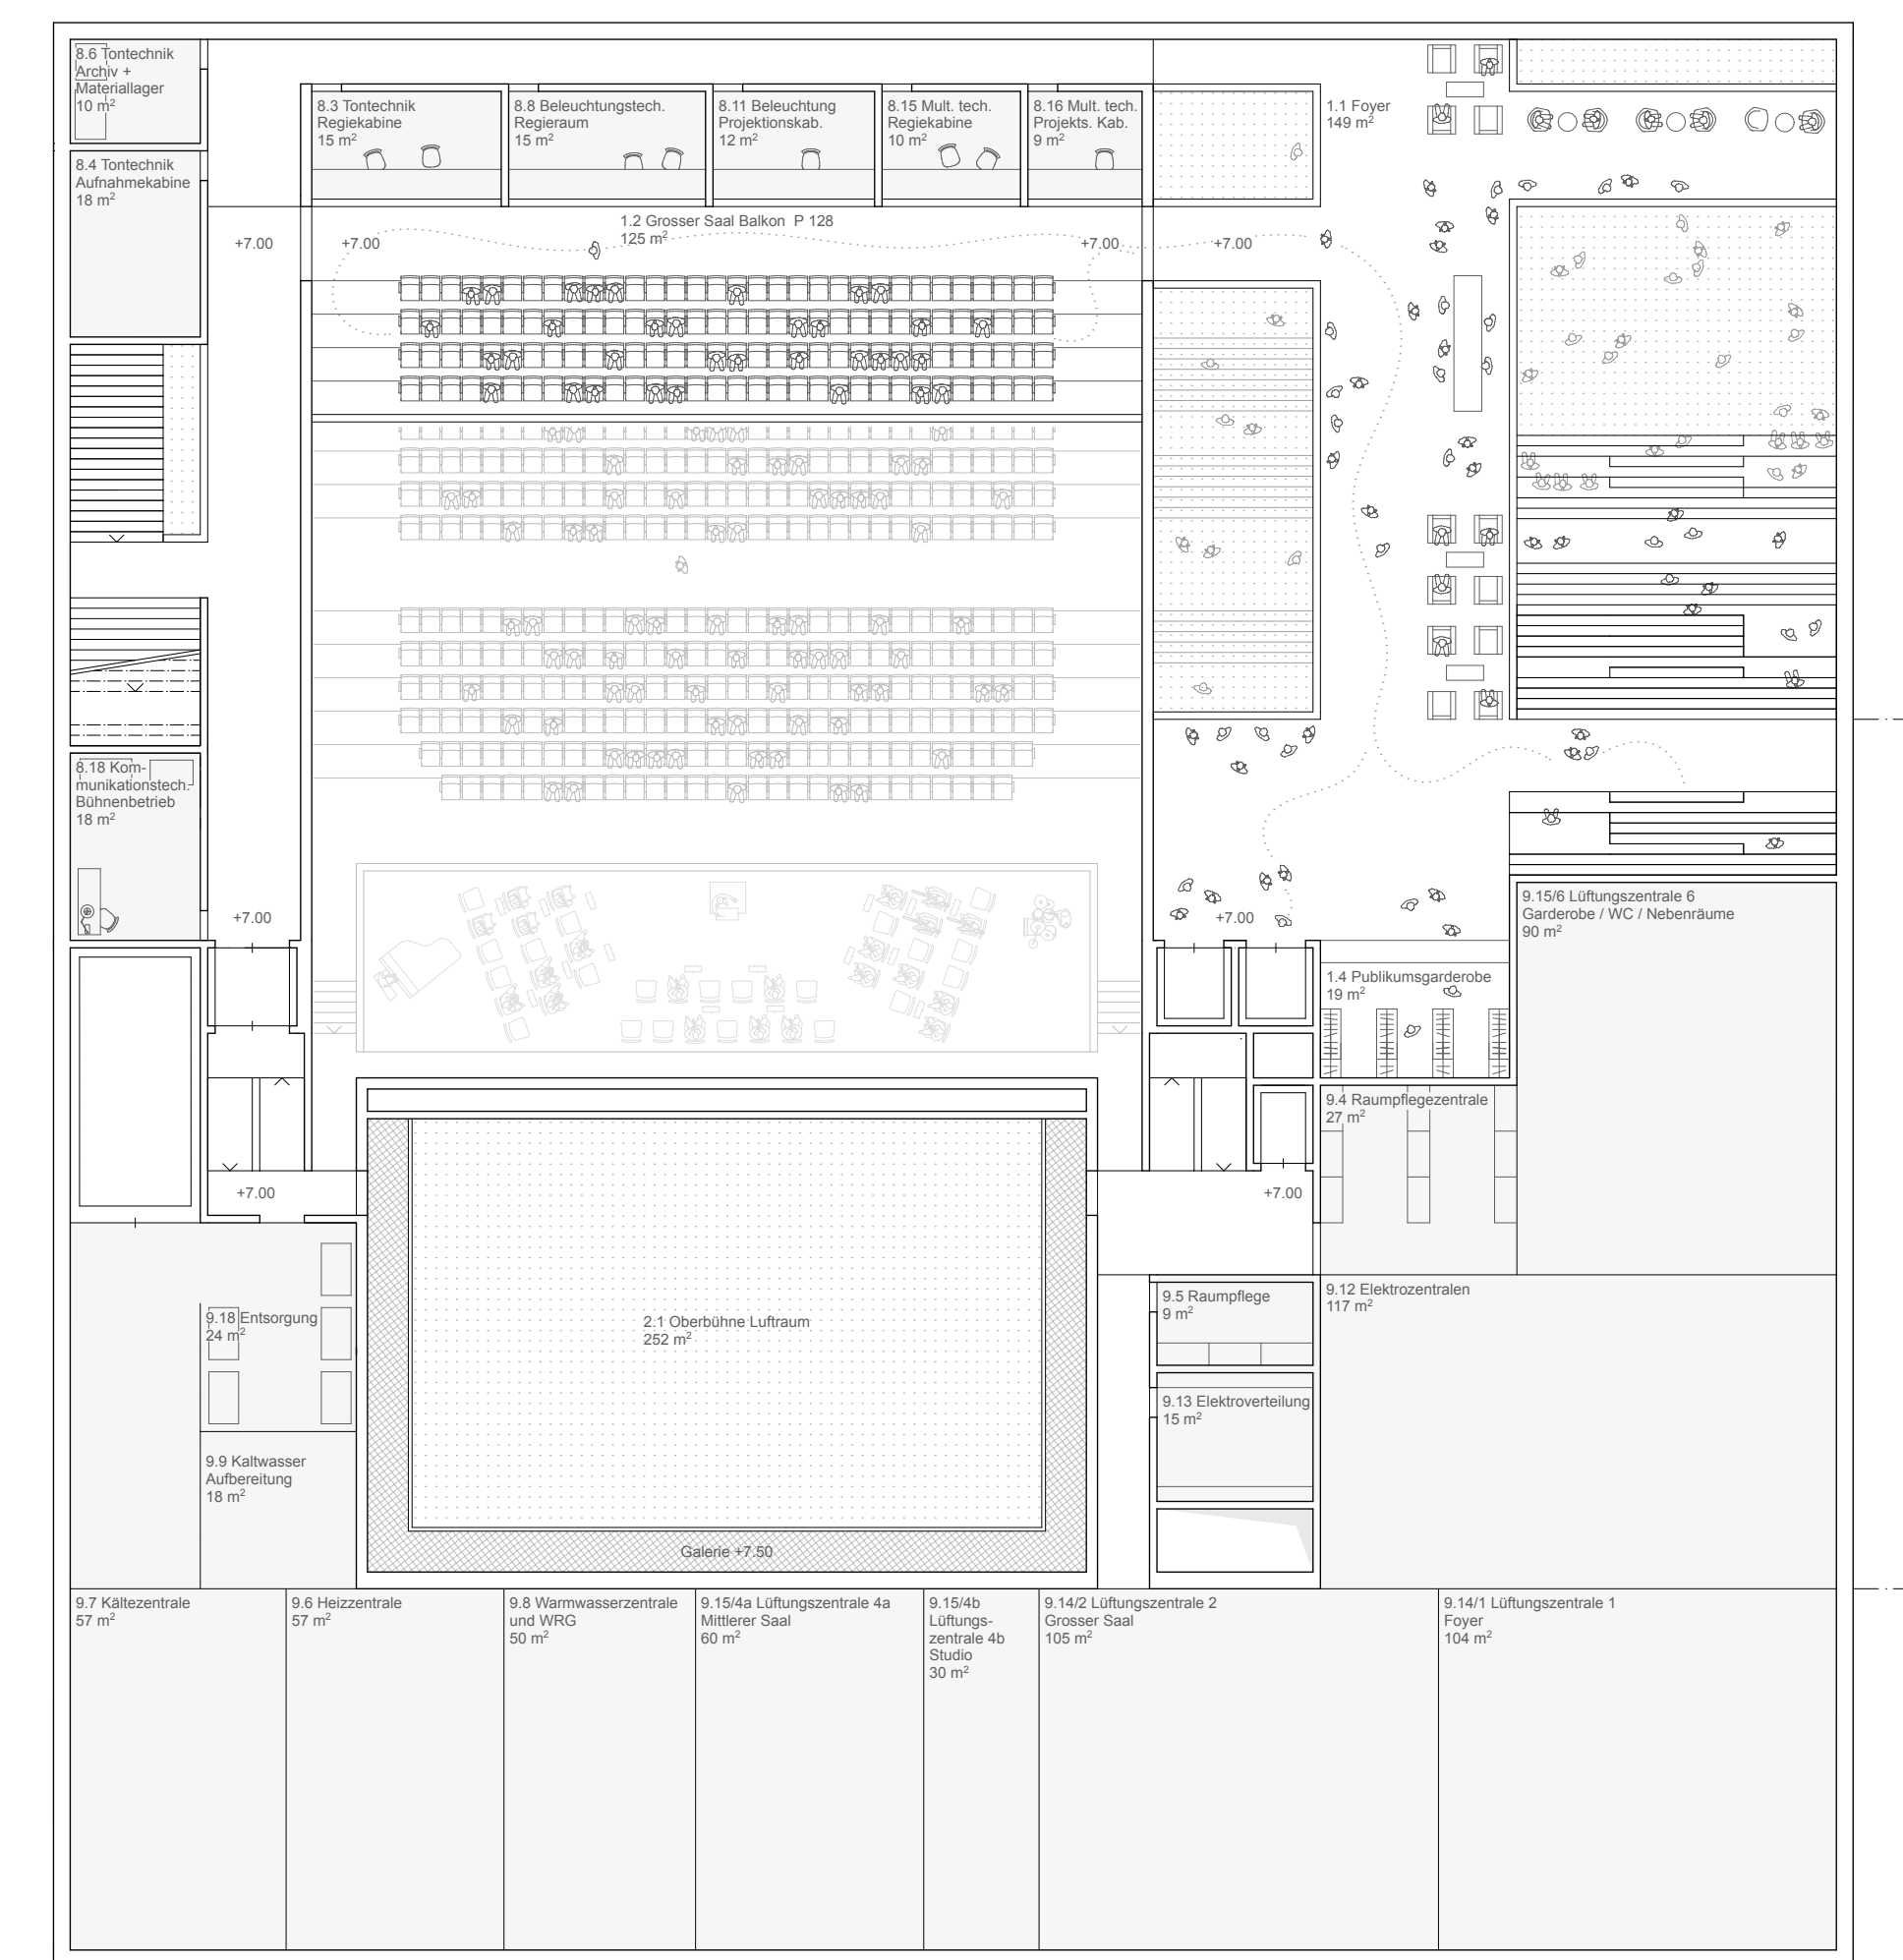 8.6 Tontechnik
Archiv +
Materiallager
10 m²
8.3 Tontechnik
Regiekabine
15 m²
8.8 Beleuchtungstech.
Regieraum
15 m²
8.11 Beleuchtung
Projektionskab.
12 m²
8.15 Mult. tech.
Regiekabine
10 m²
8.16 Mult. tech.
Projekts. Kab.
9 m²
1.1 Foyer
149 m²
8.4 Tontechnik
Aufnahmekabine
18 m²
1.2 Grosser Saal Balkon P 128
125 m²
+7.00
+7.00
+7.00
+7.00
8.18 Kom-
munikationstech.
Bühnenbetrieb
18 m²
+7.00
+7.00
9.15/6 Lüftungszentrale 6
Garderobe / WC / Nebenräume
90 m²
1.4 Publikumsgarderobe
19 m²
9.4 Raumpflegezentrale
27 m²
+7.00
+7.00
9.18 Entsorgung
24 m²
2.1 Oberbühne Luftraum
252 m²
9.5 Raumpflege
9 m²
9.12 Elektrozentralen
117 m²
9.13 Elektroverteilung
15 m²
9.9 Kaltwasser
Aufbereitung
18 m²
Galerie +7.50
9.7 Kältezentrale
57 m²
9.6 Heizzentrale
57 m²
9.8 Warmwasserzentrale
und WRG
50 m²
9.15/4a Lüftungszentrale 4a
Mittlerer Saal
60 m²
9.15/4b
Lüftungs-
zentrale 4b
Studio
30 m²
9.14/2 Lüftungszentrale 2
Grosser Saal
105 m²
9.14/1 Lüftungszentrale 1
Foyer
104 m²